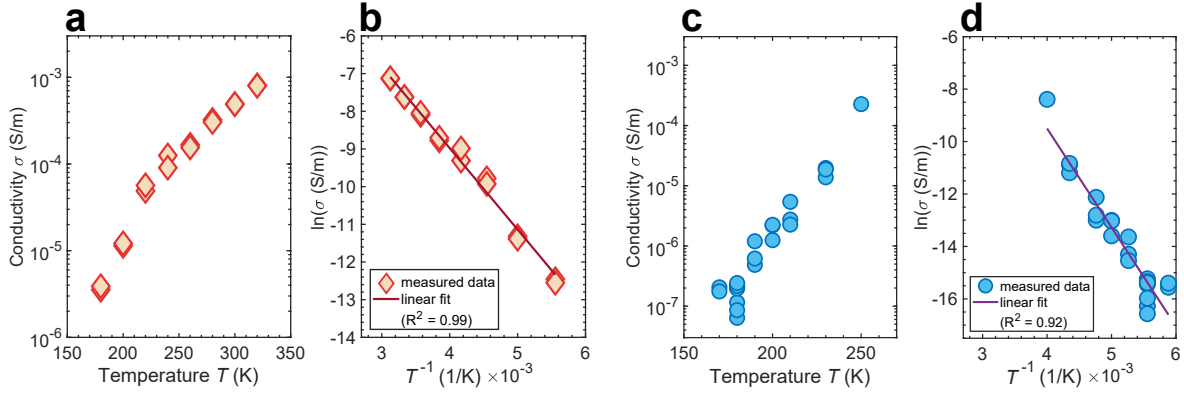 a
b
c
d
10⁻³
10⁻⁴
10⁻⁵
10⁻⁶
Conductivity σ (S/m)
150 200 250 300 350
Temperature T (K)
-6
-7
-8
-9
-10
-11
-12
-13
-14
ln(σ (S/m))
measured data
linear fit
(R² = 0.99)
3 4 5 6
T⁻¹ (1/K) ×10⁻³
10⁻³
10⁻⁴
10⁻⁵
10⁻⁶
10⁻⁷
Conductivity σ (S/m)
150 200 250
Temperature T (K)
-6
-8
-10
-12
-14
-16
ln(σ (S/m))
measured data
linear fit
(R² = 0.92)
3 4 5 6
T⁻¹ (1/K) ×10⁻³